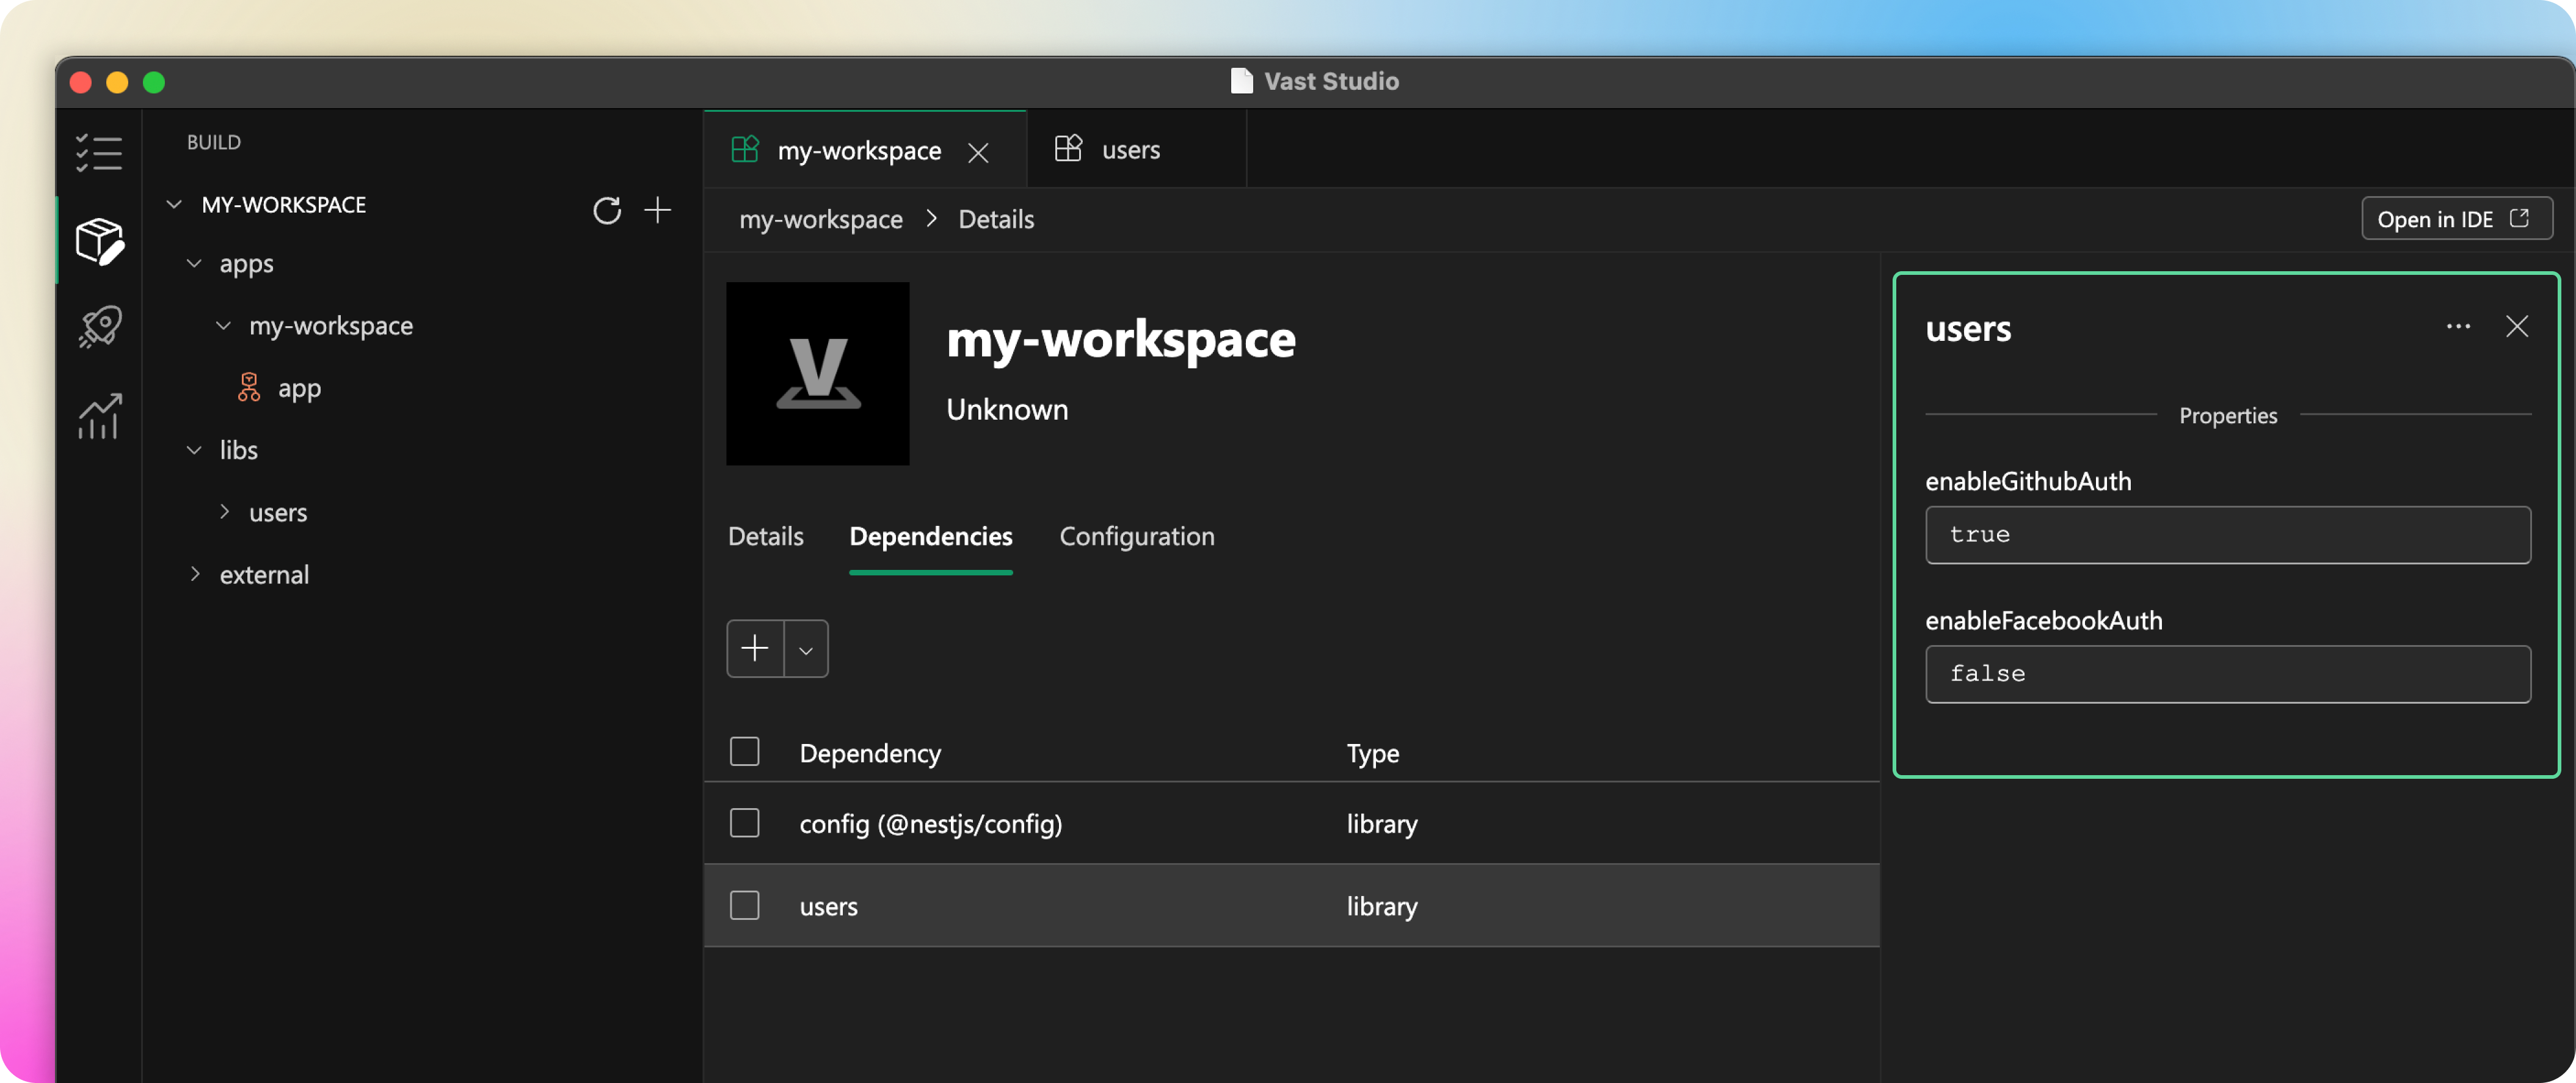 Vast Studio
BUILD
MY-WORKSPACE
apps
my-workspace
app
libs
users
external
my-workspace
users
my-workspace > Details
Open in IDE
V
my-workspace
Unknown
Details
Dependencies
Configuration
Dependency
Type
config (@nestjs/config)
library
users
library
users
Properties
enableGithubAuth
true
enableFacebookAuth
false